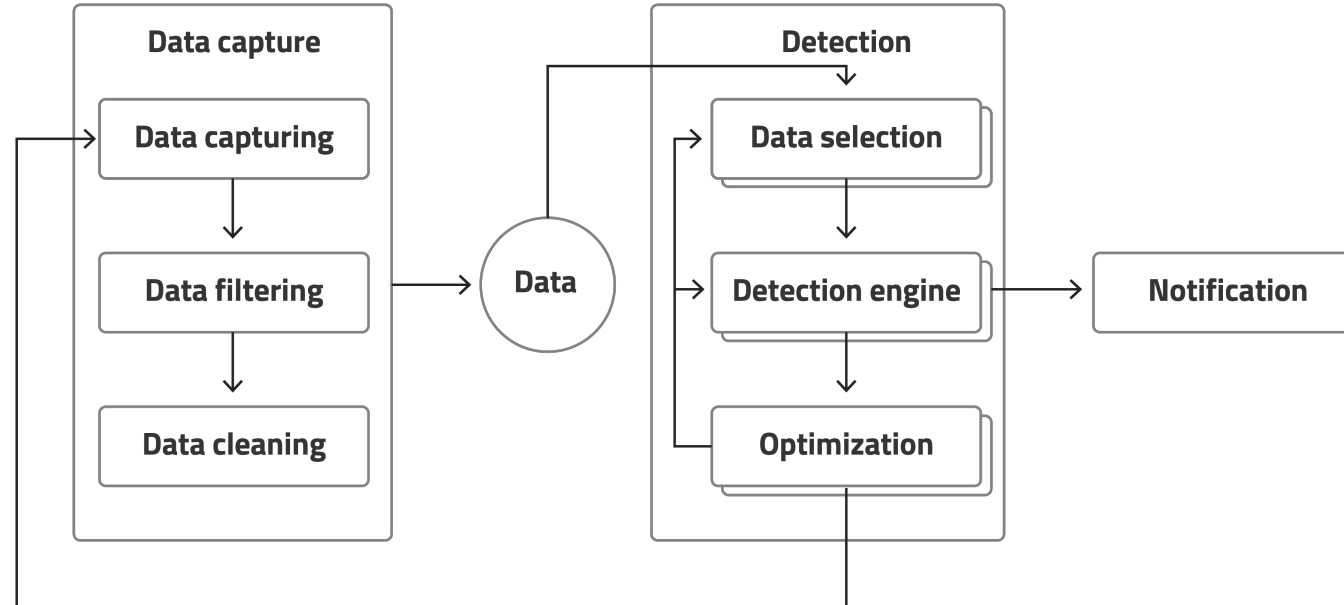 Data capture
Data capturing
Data filtering
Data cleaning
Data
Detection
Data selection
Detection engine
Optimization
Notification